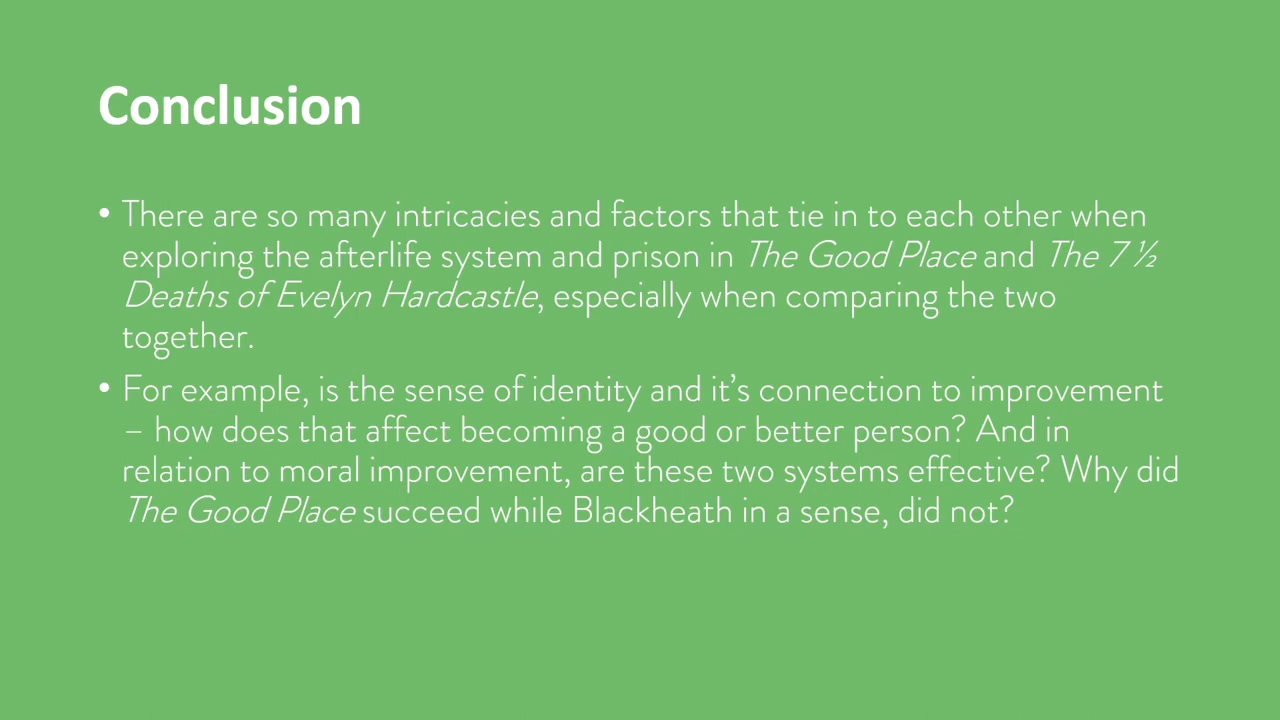 Conclusion
• There are so many intricacies and factors that tie in to each other when
exploring the afterlife system and prison in The Good Place and The 7 ½
Deaths of Evelyn Hardcastle, especially when comparing the two
together.
• For example, is the sense of identity and it’s connection to improvement
– how does that affect becoming a good or better person? And in
relation to moral improvement, are these two systems effective? Why did
The Good Place succeed while Blackheath in a sense, did not?